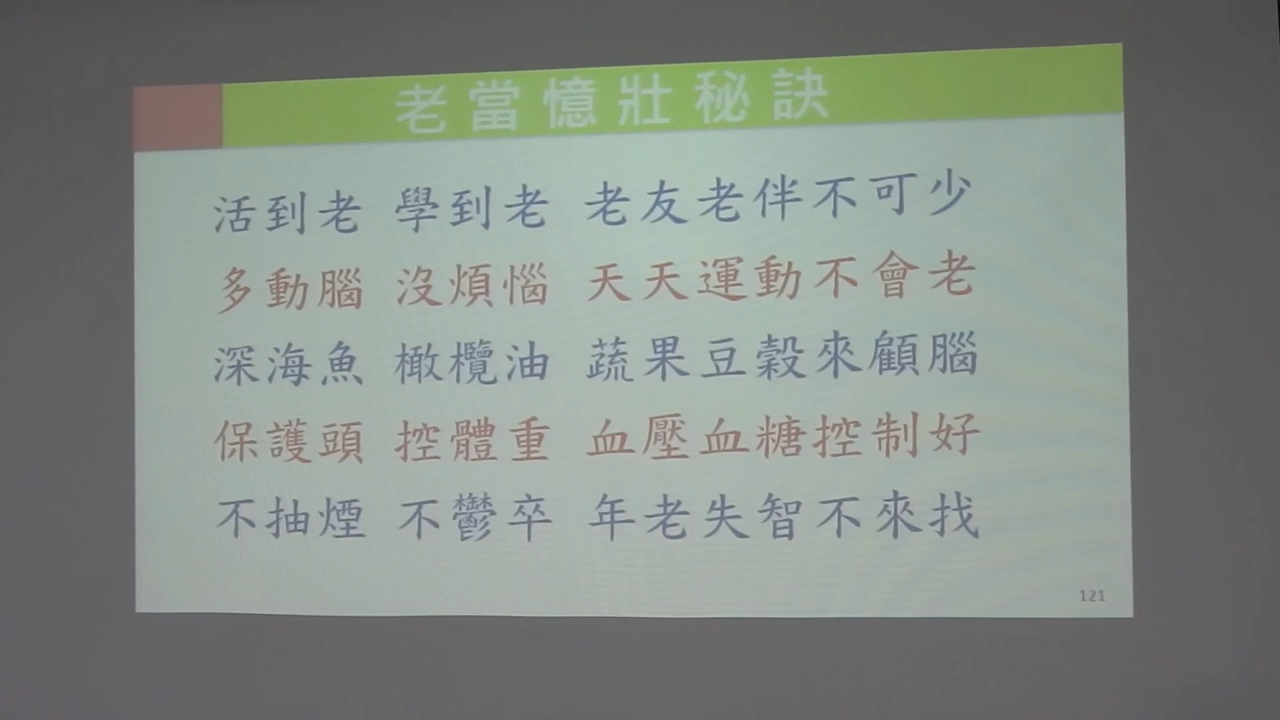 老當憶壯秘訣
活到老 學到老 老友老伴不可少
多動腦 沒煩惱 天天運動不會老
深海魚 橄欖油 蔬果豆穀來顧腦
保護頭 控體重 血壓血糖控制好
不抽煙 不鬱卒 年老失智不來找
121